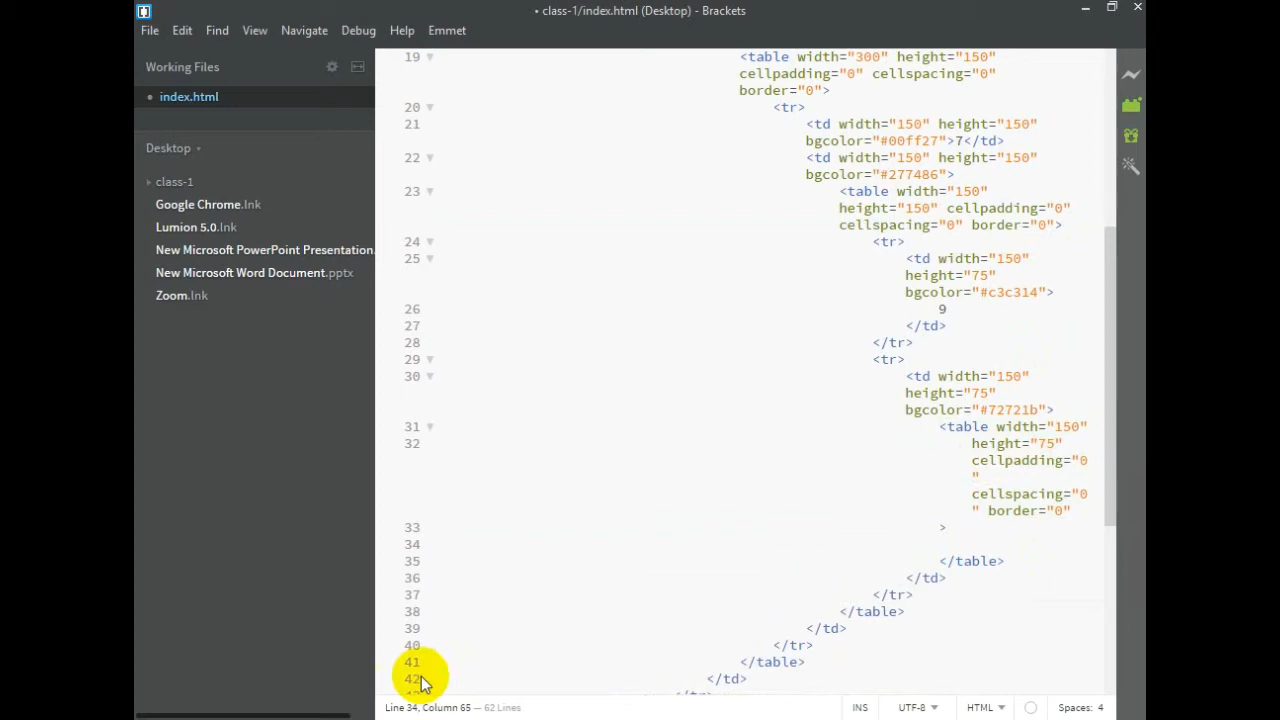 • class-1/index.html (Desktop) - Brackets
File Edit Find View Navigate Debug Help Emmet
Working Files
• index.html
Desktop
class-1
Google Chrome.lnk
Lumion 5.0.lnk
New Microsoft PowerPoint Presentation.
New Microsoft Word Document.pptx
Zoom.lnk
19 <table width="300" height="150"
cellpadding="0" cellspacing="0"
border="0">
20 <tr>
21 <td width="150" height="150"
bgcolor="#00ff27">7</td>
22 <td width="150" height="150"
bgcolor="#277486">
23 <table width="150"
height="150" cellpadding="0"
cellspacing="0" border="0">
24 <tr>
25 <td width="150"
height="75"
bgcolor="#c3c314">
26 9
27 </td>
28 </tr>
29 <tr>
30 <td width="150"
height="75"
bgcolor="#72721b">
31 <table width="150"
32 height="75"
cellpadding="0
"
cellspacing="0
" border="0"
33 >
34
35 </table>
36 </td>
37 </tr>
38 </table>
39 </td>
40 </tr>
41 </table>
42 </td>
Line 34, Column 65 — 62 Lines
INS UTF-8 HTML Spaces: 4